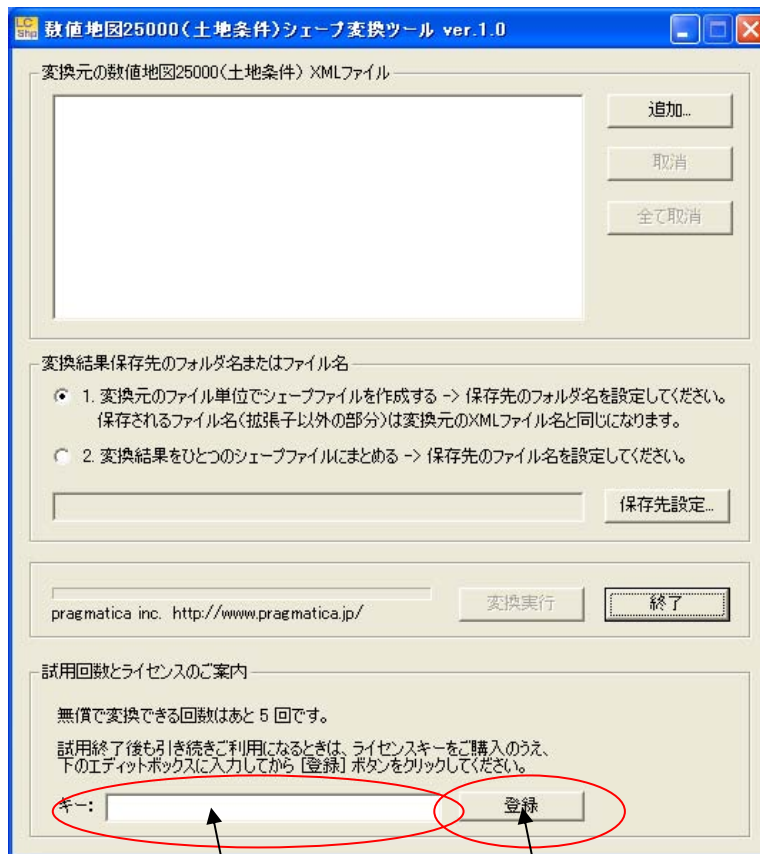 LC
Shp
数値地図25000(土地条件)シェープ変換ツール ver.1.0
変換元の数値地図25000(土地条件) XMLファイル
追加...
取消
全て取消
変換結果保存先のフォルダ名またはファイル名
1. 変換元のファイル単位でシェープファイルを作成する -> 保存先のフォルダ名を設定してください。
保存されるファイル名(拡張子以外の部分)は変換元のXMLファイル名と同じになります。
2. 変換結果をひとつのシェープファイルにまとめる -> 保存先のファイル名を設定してください。
保存先設定...
pragmatica inc. http://www.pragmatica.jp/
変換実行
終了
試用回数とライセンスのご案内
無償で変換できる回数はあと 5 回です。
試用終了後も引き続きご利用になるときは、ライセンスキーをご購入のうえ、
下のエディットボックスに入力してから [登録] ボタンをクリックしてください。
キー:
登録